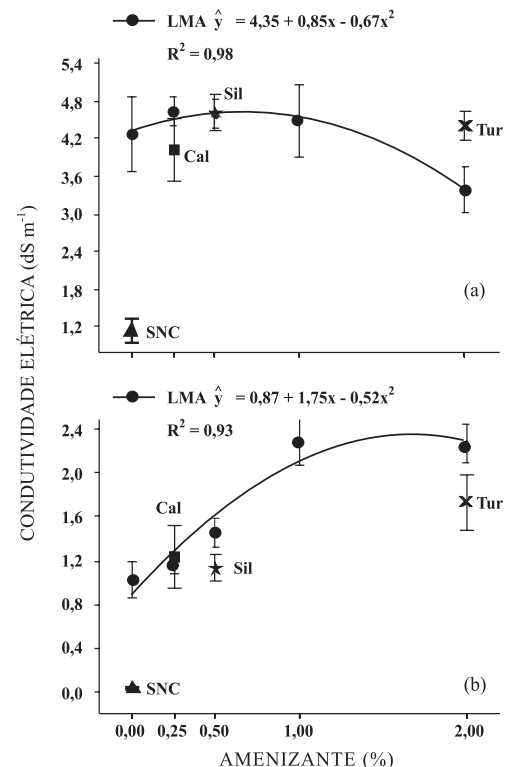 LMA ŷ = 4,35 + 0,85x - 0,67x²
R² = 0,98
5,4
4,8
4,2
3,6
3,0
2,4
1,8
1,2
Sil
Cal
Tur
SNC
(a)
CONDUTIVIDADE ELÉTRICA (dS m⁻¹)
LMA ŷ = 0,87 + 1,75x - 0,52x²
R² = 0,93
2,4
2,0
1,6
1,2
0,8
0,4
0,0
Cal
Sil
Tur
SNC
(b)
0,00 0,25 0,50 1,00 2,00
AMENIZANTE (%)